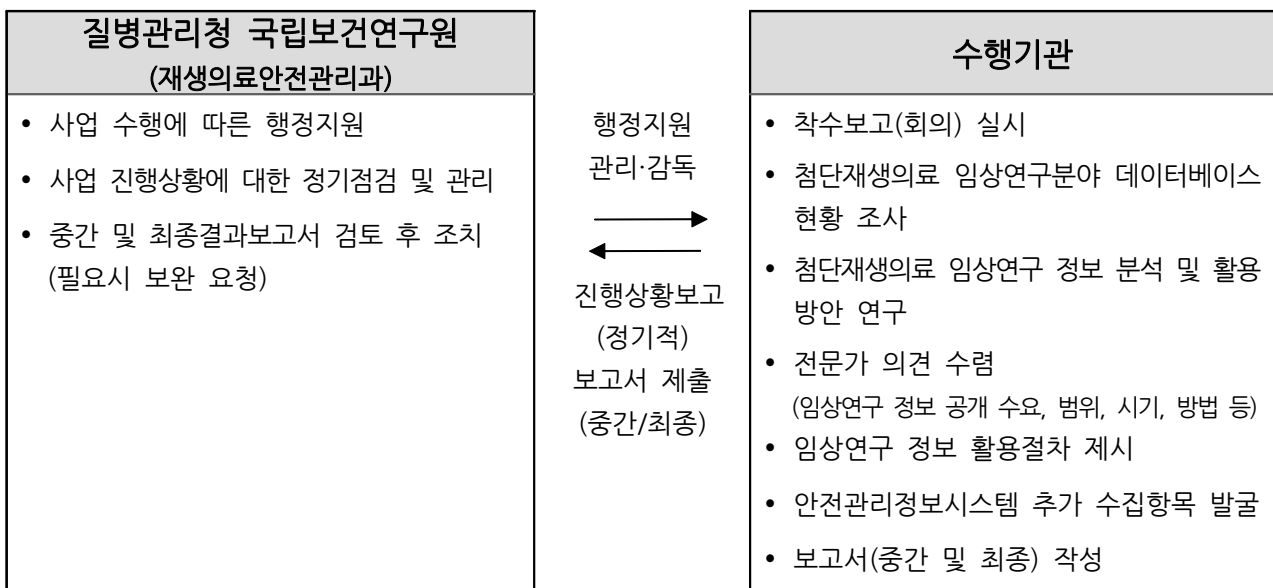 질병관리청 국립보건연구원
(재생의료안전관리과)
• 사업 수행에 따른 행정지원
• 사업 진행상황에 대한 정기점검 및 관리
• 중간 및 최종결과보고서 검토 후 조치
(필요시 보완 요청)
행정지원
관리·감독
진행상황보고
(정기적)
보고서 제출
(중간/최종)
수행기관
• 착수보고(회의) 실시
• 첨단재생의료 임상연구분야 데이터베이스
현황 조사
• 첨단재생의료 임상연구 정보 분석 및 활용
방안 연구
• 전문가 의견 수렴
(임상연구 정보 공개 수요, 범위, 시기, 방법 등)
• 임상연구 정보 활용절차 제시
• 안전관리정보시스템 추가 수집항목 발굴
• 보고서(중간 및 최종) 작성